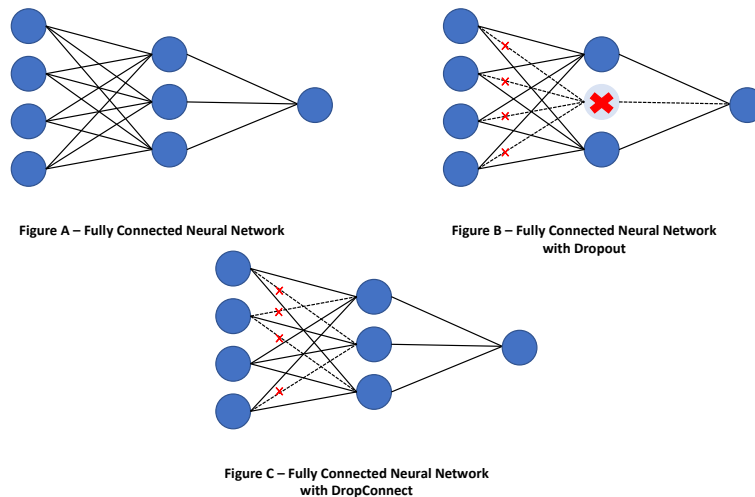 Figure A – Fully Connected Neural Network
Figure B – Fully Connected Neural Network
with Dropout
Figure C – Fully Connected Neural Network
with DropConnect